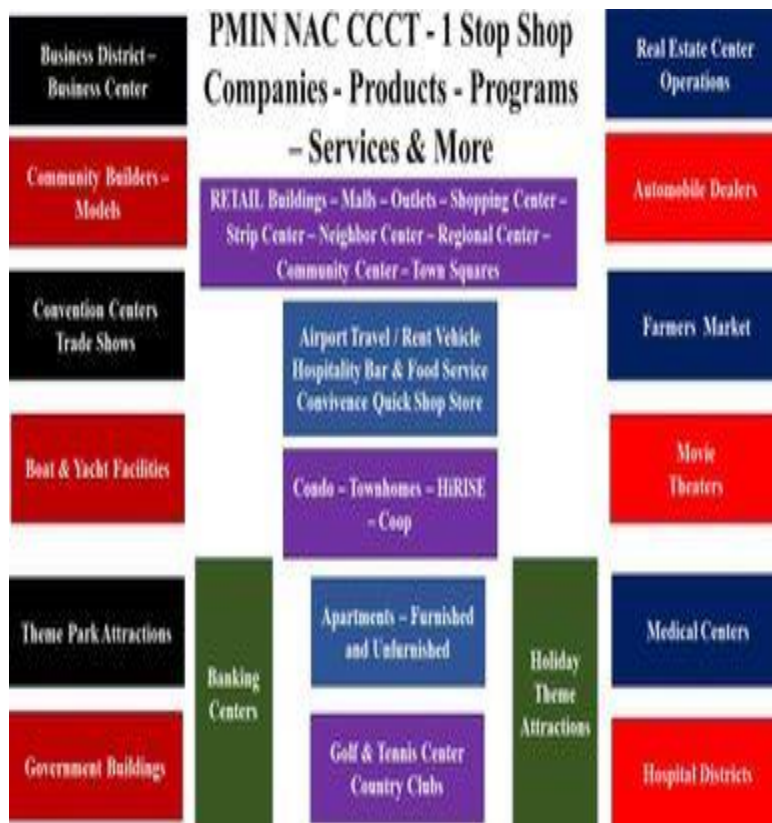 PMIN NAC CCCT - 1 Stop Shop
Companies - Products - Programs
– Services & More
Business District –
Business Center
Community Builders –
Models
Convention Centers
Trade Shows
Boat & Yacht Facilities
Theme Park Attractions
Government Buildings
RETAIL Buildings – Malls – Outlets – Shopping Center –
Strip Center – Neighbor Center – Regional Center –
Community Center – Town Squares
Airport Travel / Rent Vehicle
Hospitality Bar & Food Service
Convivence Quick Shop Store
Condo – Townhomes – HiRISE
– Coop
Banking
Centers
Apartments – Furnished
and Unfurnished
Golf & Tennis Center
Country Clubs
Holiday
Theme
Attractions
Real Estate Center
Operations
Automobile Dealers
Farmers Market
Movie
Theaters
Medical Centers
Hospital Districts